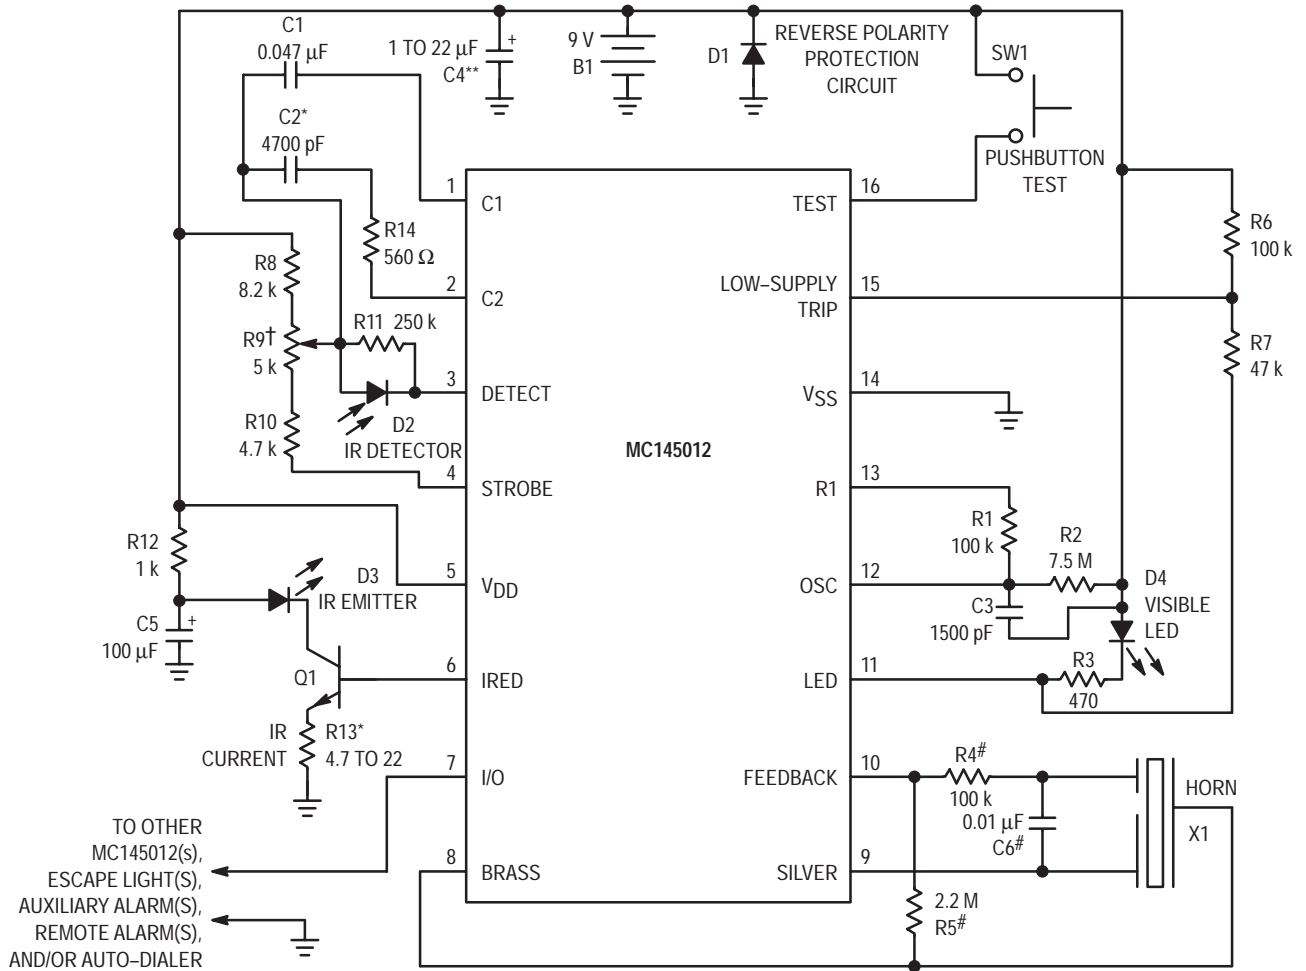 C1
0.047 μF
1 TO 22 μF
+
C4**
9 V
B1
D1
REVERSE POLARITY
PROTECTION
CIRCUIT
SW1
PUSHBUTTON
TEST
C2*
4700 pF
R14
560 Ω
R8
8.2 k
R9†
5 k
R11 250 k
R10
4.7 k
D2
IR DETECTOR
R12
1 k
D3
IR EMITTER
C5
+
100 μF
Q1
IR
CURRENT
R13*
4.7 TO 22
TO OTHER
MC145012(s),
ESCAPE LIGHT(S),
AUXILIARY ALARM(S),
REMOTE ALARM(S),
AND/OR AUTO–DIALER
1
C1
2
C2
3
DETECT
4
STROBE
5
VDD
6
IRED
7
I/O
8
BRASS
MC145012
16
TEST
15
LOW–SUPPLY
TRIP
14
VSS
13
R1
12
OSC
11
LED
10
FEEDBACK
9
SILVER
R6
100 k
R7
47 k
R1
100 k
R2
7.5 M
C3
1500 pF
D4
VISIBLE
LED
R3
470
R4#
100 k
0.01 μF
C6#
HORN
X1
2.2 M
R5#